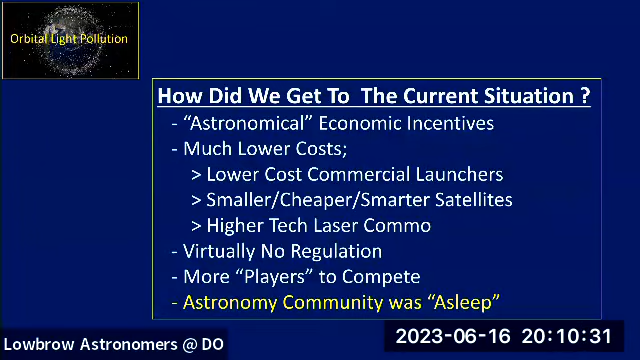 Orbital Light Pollution
How Did We Get To The Current Situation ?
- “Astronomical” Economic Incentives
- Much Lower Costs;
> Lower Cost Commercial Launchers
> Smaller/Cheaper/Smarter Satellites
> Higher Tech Laser Commo
- Virtually No Regulation
- More “Players” to Compete
- Astronomy Community was “Asleep”
Lowbrow Astronomers @ DO
2023-06-16 20:10:31